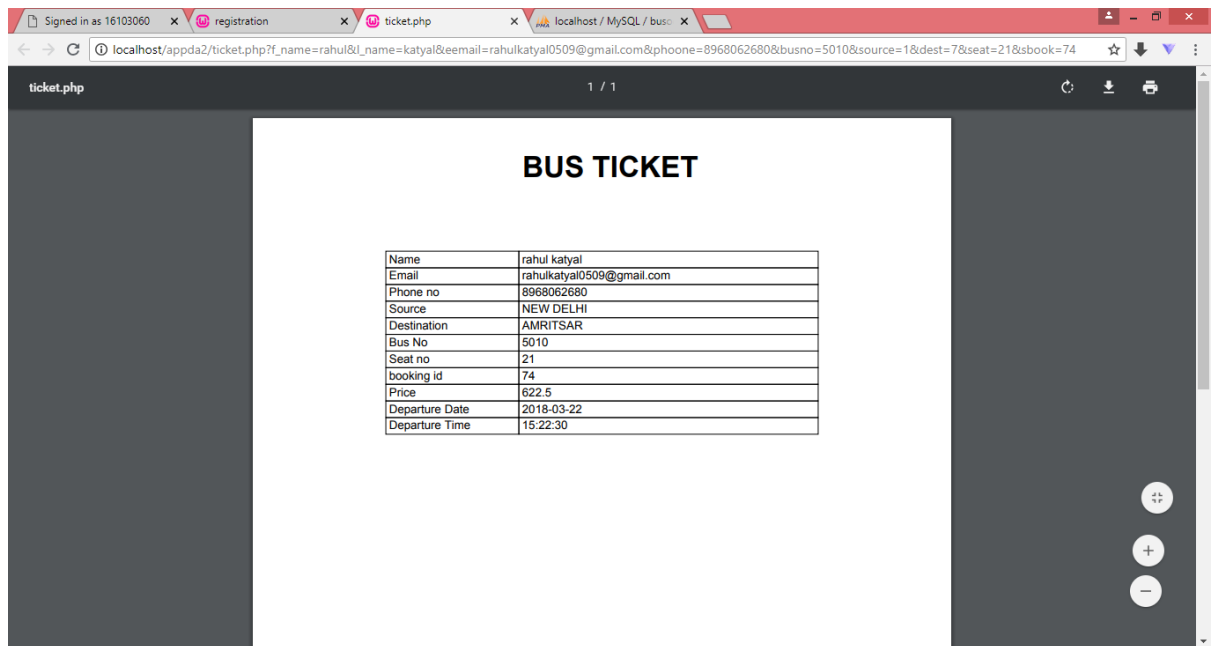 Signed in as 16103060 registration ticket.php localhost / MySQL / buso
localhost/appda2/ticket.php?f_name=rahul&l_name=katyal&eemail=rahulkatyal0509@gmail.com&phoone=8968062680&busno=5010&source=1&dest=7&seat=21&sbook=74
ticket.php 1 / 1
BUS TICKET
Name rahul katyal
Email rahulkatyal0509@gmail.com
Phone no 8968062680
Source NEW DELHI
Destination AMRITSAR
Bus No 5010
Seat no 21
booking id 74
Price 622.5
Departure Date 2018-03-22
Departure Time 15:22:30